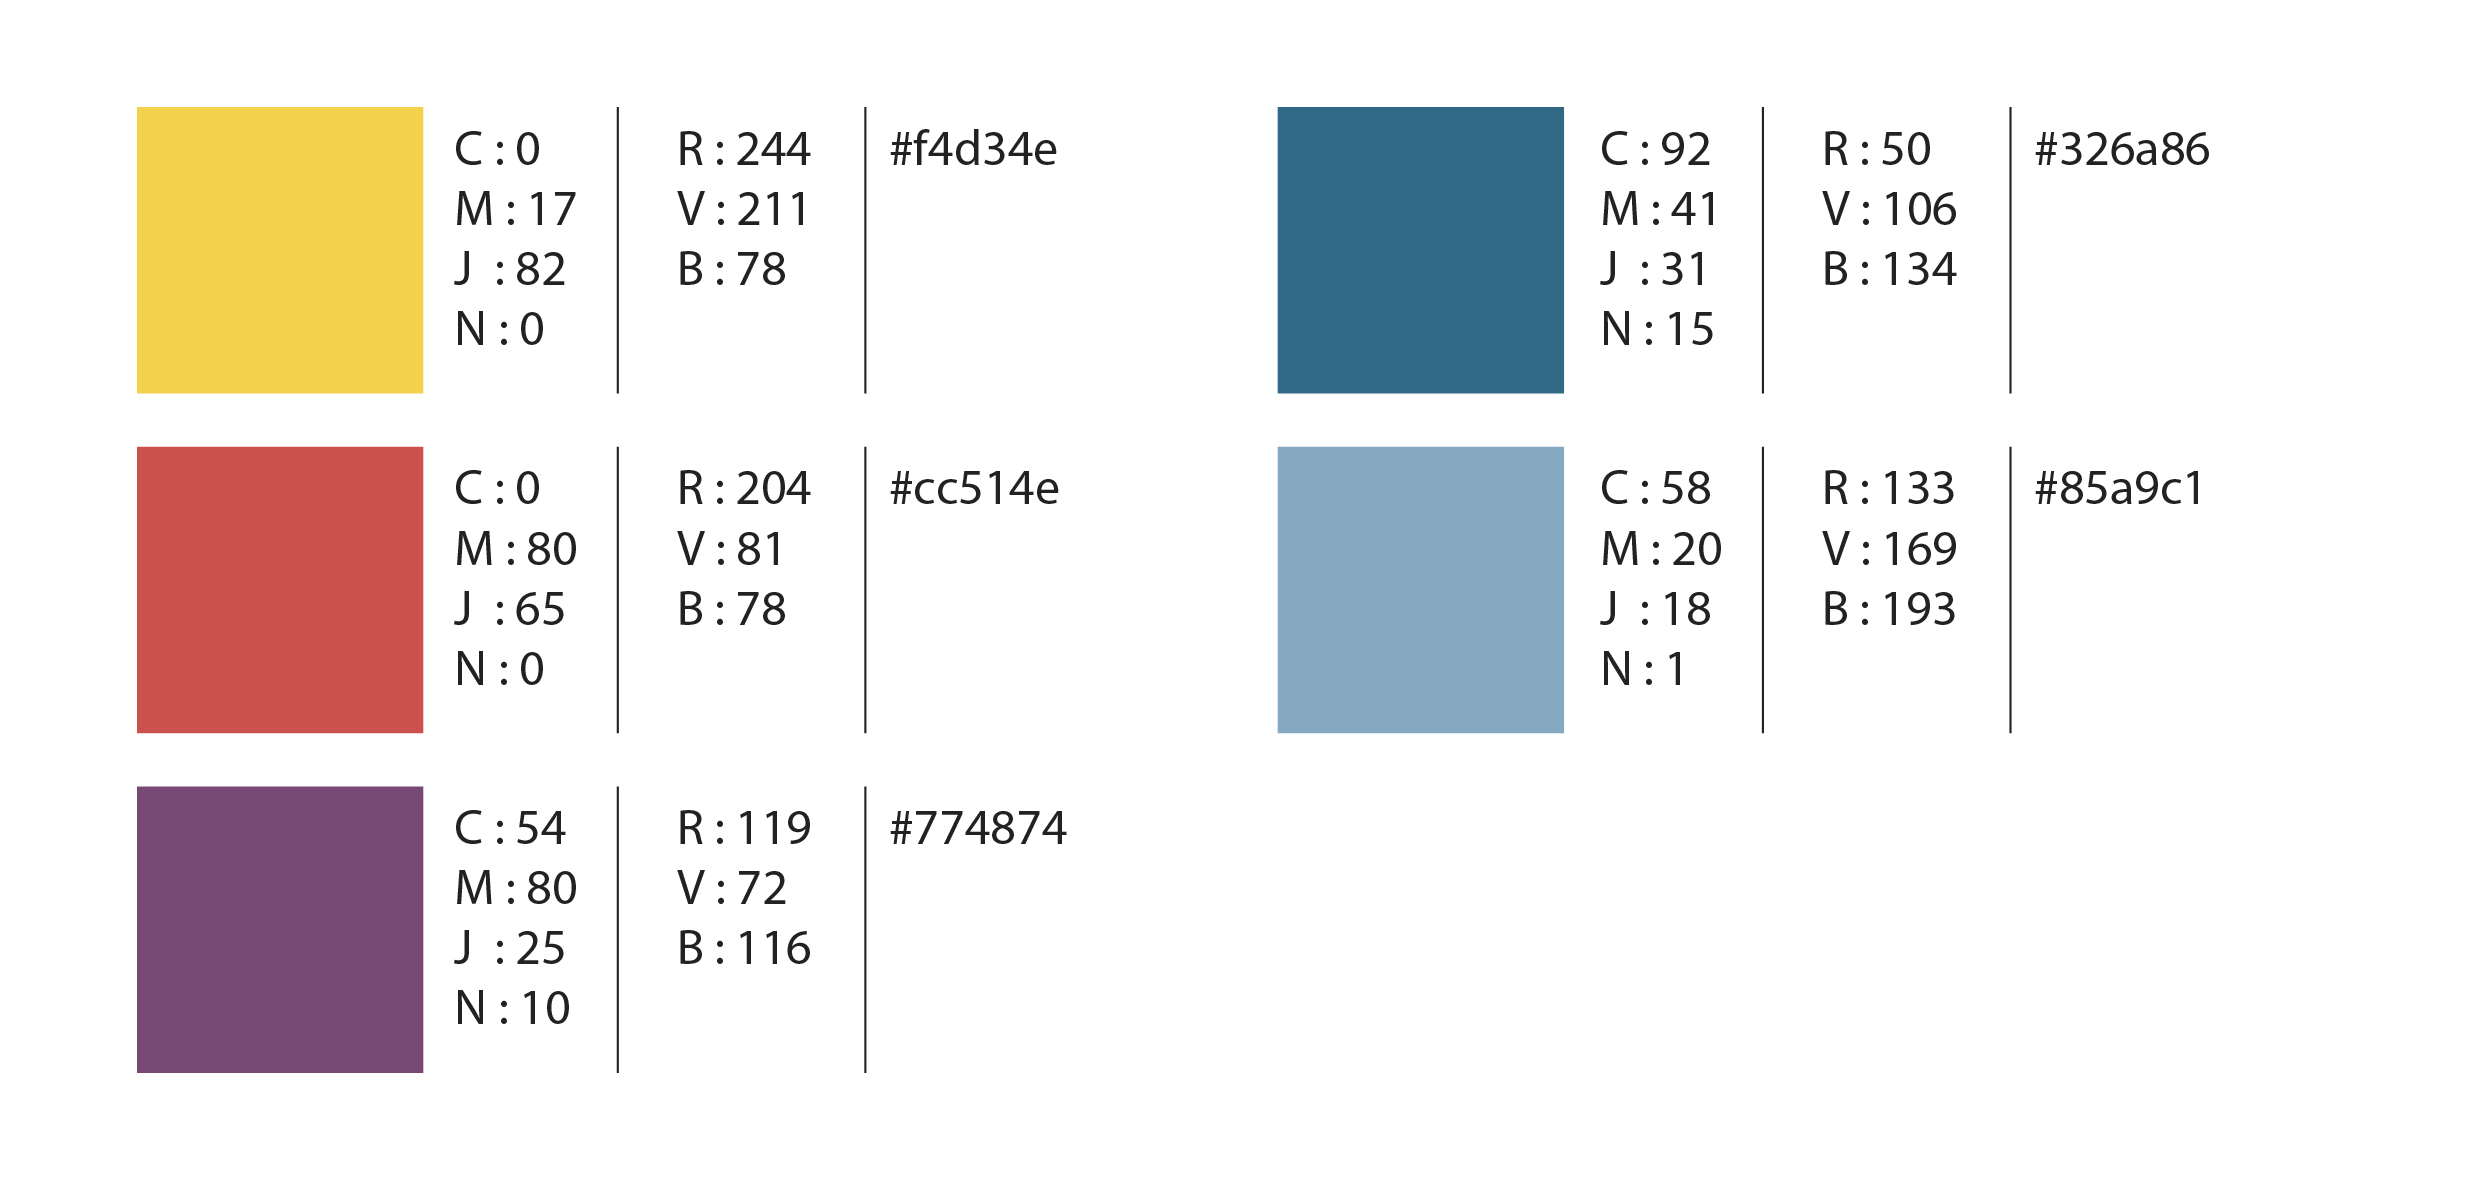 C : 0
M : 17
J : 82
N : 0
R : 244
V : 211
B : 78
#f4d34e
C : 92
M : 41
J : 31
N : 15
R : 50
V : 106
B : 134
#326a86
C : 0
M : 80
J : 65
N : 0
R : 204
V : 81
B : 78
#cc514e
C : 58
M : 20
J : 18
N : 1
R : 133
V : 169
B : 193
#85a9c1
C : 54
M : 80
J : 25
N : 10
R : 119
V : 72
B : 116
#774874